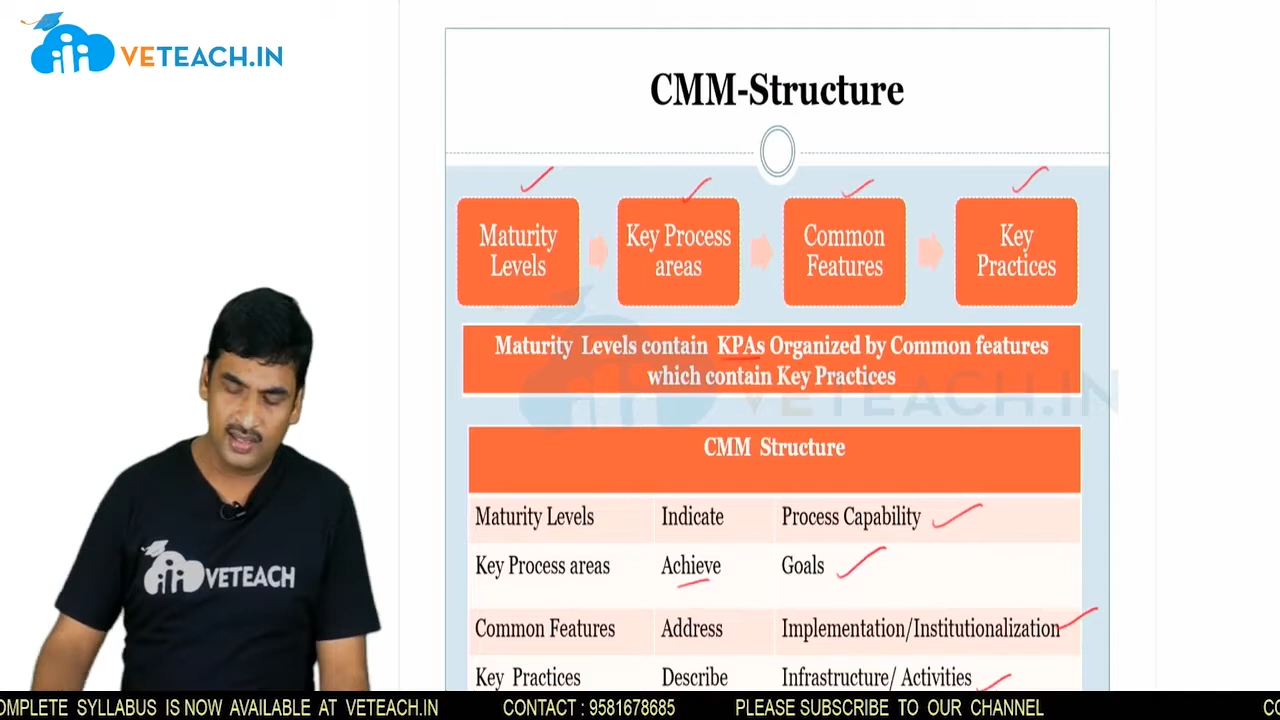 VETEACH.IN
CMM-Structure
Maturity Levels
Key Process areas
Common Features
Key Practices
Maturity Levels contain KPAs Organized by Common features
which contain Key Practices
VETEACH.IN
CMM Structure
Maturity Levels Indicate Process Capability
Key Process areas Achieve Goals
Common Features Address Implementation/Institutionalization
Key Practices Describe Infrastructure/ Activities
VETEACH
OMPLETE SYLLABUS IS NOW AVAILABLE AT VETEACH.IN CONTACT : 9581678685 PLEASE SUBSCRIBE TO OUR CHANNEL CO